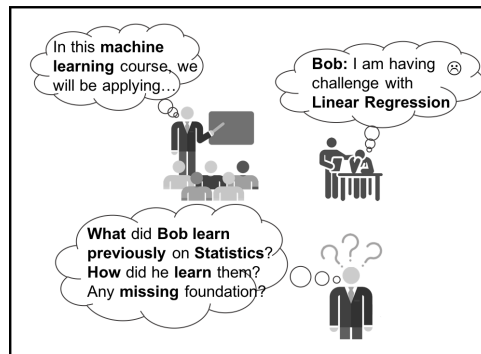 In this machine
learning course, we
will be applying…
Bob: I am having
challenge with
Linear Regression
What did Bob learn
previously on Statistics?
How did he learn them?
Any missing foundation?
???